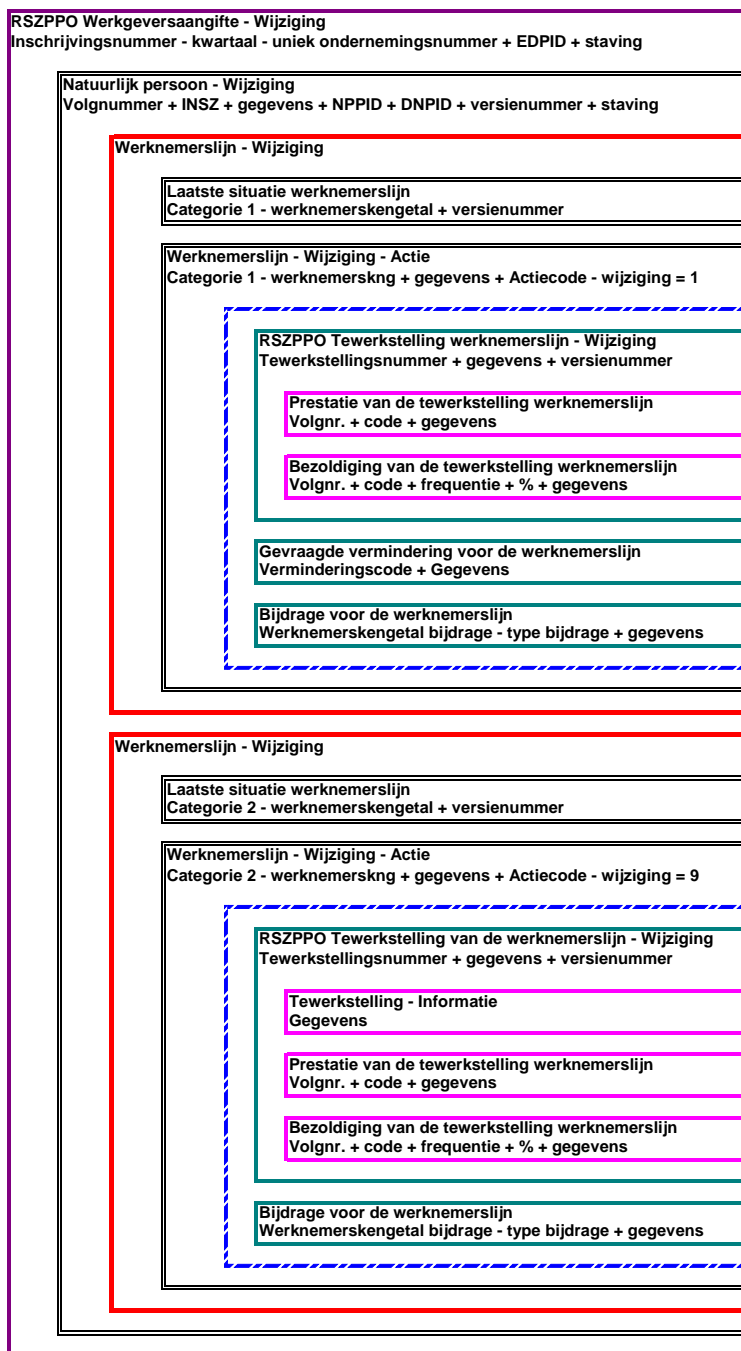 RSZPPO Werkgeversaangifte - Wijziging
Inschrijvingsnummer - kwartaal - uniek ondernemingsnummer + EDPID + staving
Natuurlijk persoon - Wijziging
Volgnummer + INSZ + gegevens + NPPID + DNPID + versienummer + staving
Werknemerslijn - Wijziging
Laatste situatie werknemerslijn
Categorie 1 - werknemerskengetal + versienummer
Werknemerslijn - Wijziging - Actie
Categorie 1 - werknemerskng + gegevens + Actiecode - wijziging = 1
RSZPPO Tewerkstelling werknemerslijn - Wijziging
Tewerkstellingsnummer + gegevens + versienummer
Prestatie van de tewerkstelling werknemerslijn
Volgnr. + code + gegevens
Bezoldiging van de tewerkstelling werknemerslijn
Volgnr. + code + frequentie + % + gegevens
Gevraagde vermindering voor de werknemerslijn
Verminderingscode + Gegevens
Bijdrage voor de werknemerslijn
Werknemerskengetal bijdrage - type bijdrage + gegevens
Werknemerslijn - Wijziging
Laatste situatie werknemerslijn
Categorie 2 - werknemerskengetal + versienummer
Werknemerslijn - Wijziging - Actie
Categorie 2 - werknemerskng + gegevens + Actiecode - wijziging = 9
RSZPPO Tewerkstelling van de werknemerslijn - Wijziging
Tewerkstellingsnummer + gegevens + versienummer
Tewerkstelling - Informatie
Gegevens
Prestatie van de tewerkstelling werknemerslijn
Volgnr. + code + gegevens
Bezoldiging van de tewerkstelling werknemerslijn
Volgnr. + code + frequentie + % + gegevens
Bijdrage voor de werknemerslijn
Werknemerskengetal bijdrage - type bijdrage + gegevens